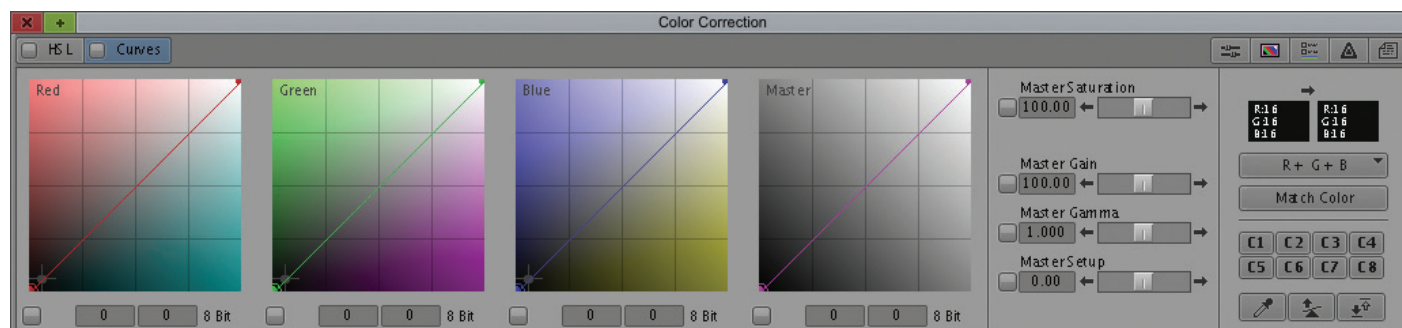 Color Correction
HSL Curves
Red Green Blue Master
MasterSaturation
100.00
R:16 R:16
G:16 G:16
B:16 B:16
Master Gain
100.00
R + G + B
Match Color
Master Gamma
1.000
C1 C2 C3 C4
MasterSetup
0.00
C5 C6 C7 C8
0 0 8 Bit 0 0 8 Bit 0 0 8 Bit 0 0 8 Bit